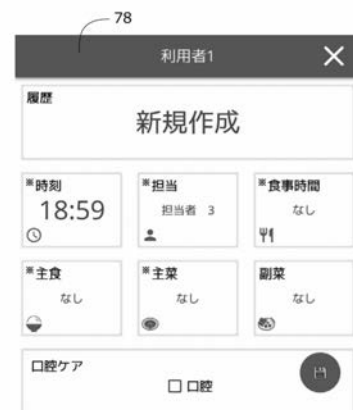 78
利用者1
履歴
新規作成
※時刻
18:59
※担当
担当者 3
※食事時間
なし
※主食
なし
※主菜
なし
副菜
なし
口腔ケア
口腔